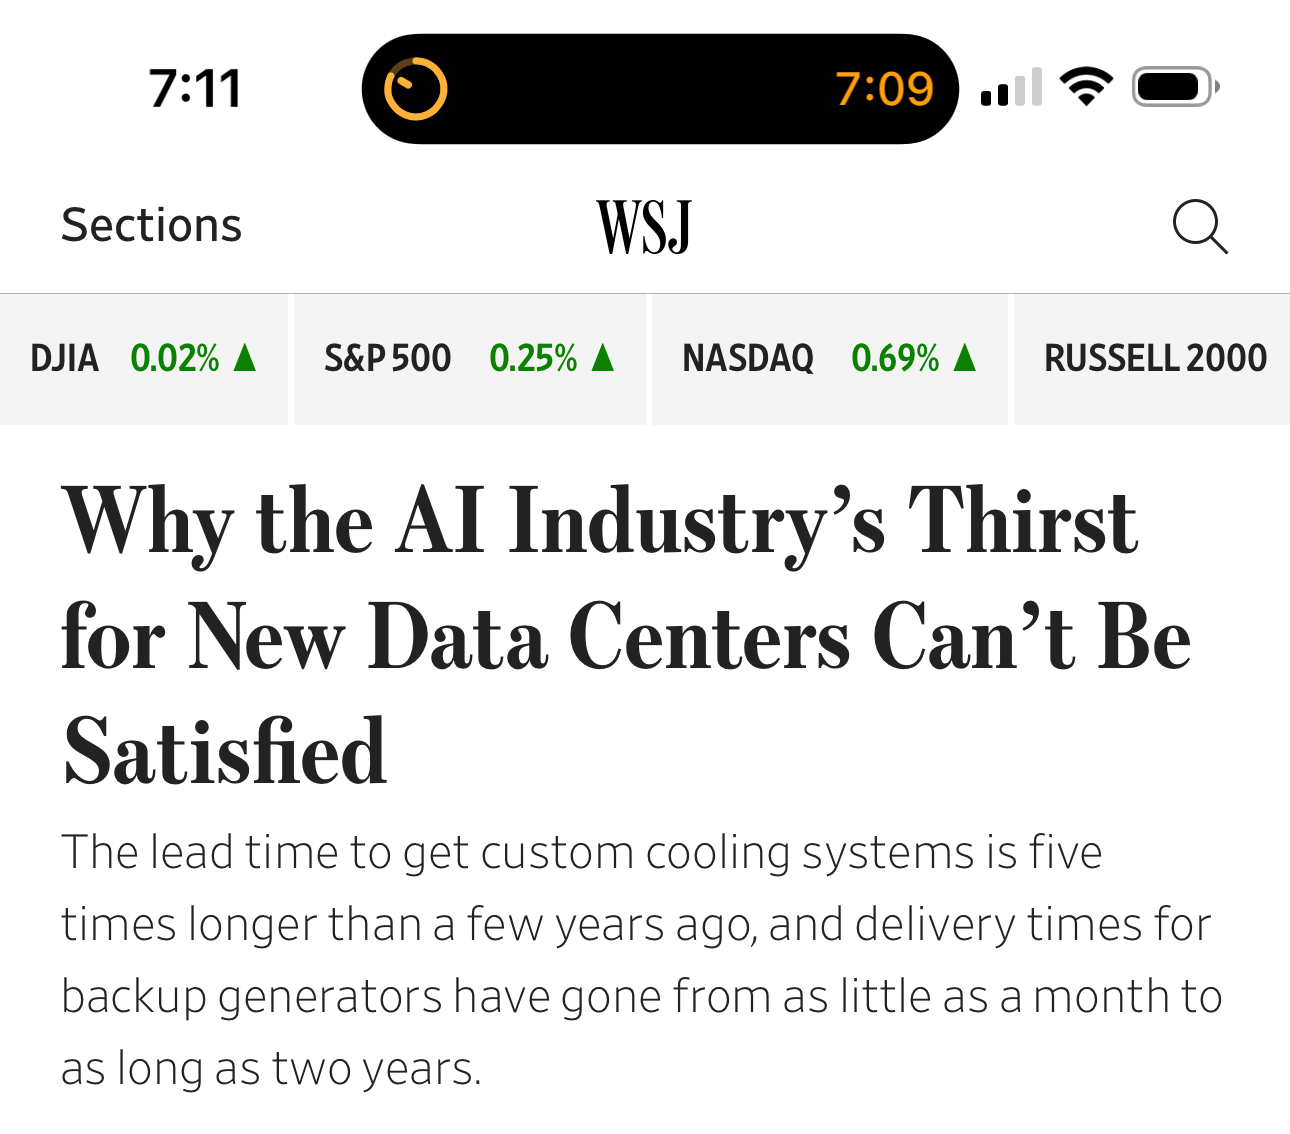 7:11 7:09
Sections WSJ
DJIA 0.02% ▲ S&P 500 0.25% ▲ NASDAQ 0.69% ▲ RUSSELL 2000
Why the AI Industry’s Thirst
for New Data Centers Can’t Be
Satisfied
The lead time to get custom cooling systems is five
times longer than a few years ago, and delivery times for
backup generators have gone from as little as a month to
as long as two years.